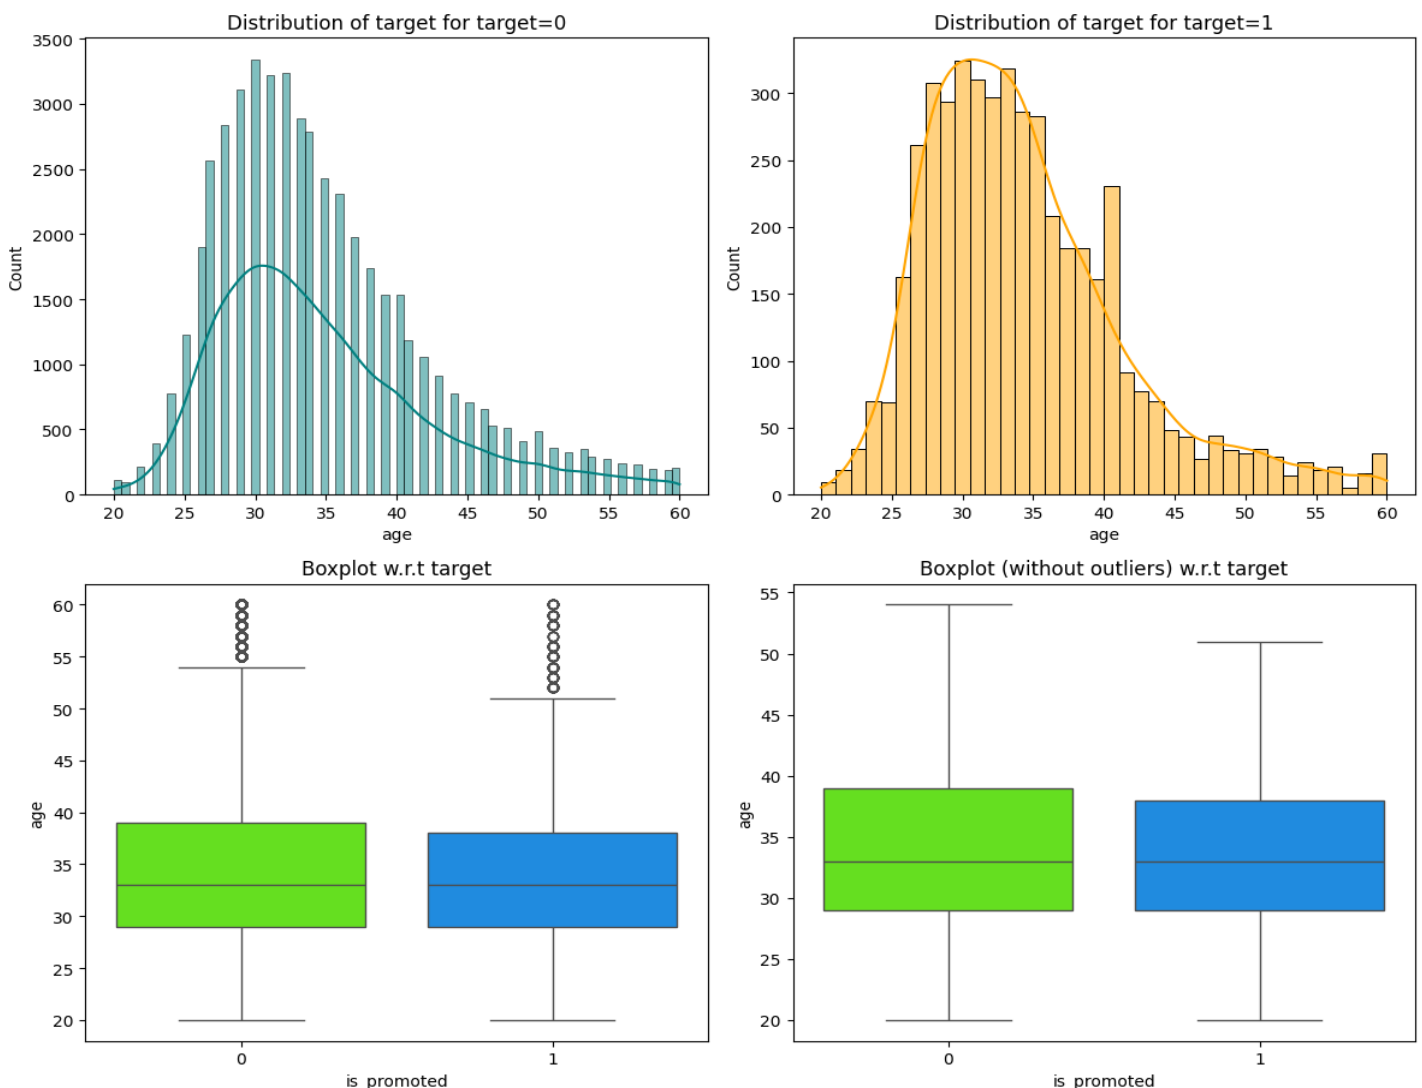 Distribution of target for target=0
3500
3000
2500
2000
1500
1000
500
0
Count
20 25 30 35 40 45 50 55 60
age
Distribution of target for target=1
300
250
200
150
100
50
0
Count
20 25 30 35 40 45 50 55 60
age
Boxplot w.r.t target
60
55
50
45
40
35
30
25
20
age
0 1
is_promoted
Boxplot (without outliers) w.r.t target
55
50
45
40
35
30
25
20
age
0 1
is_promoted